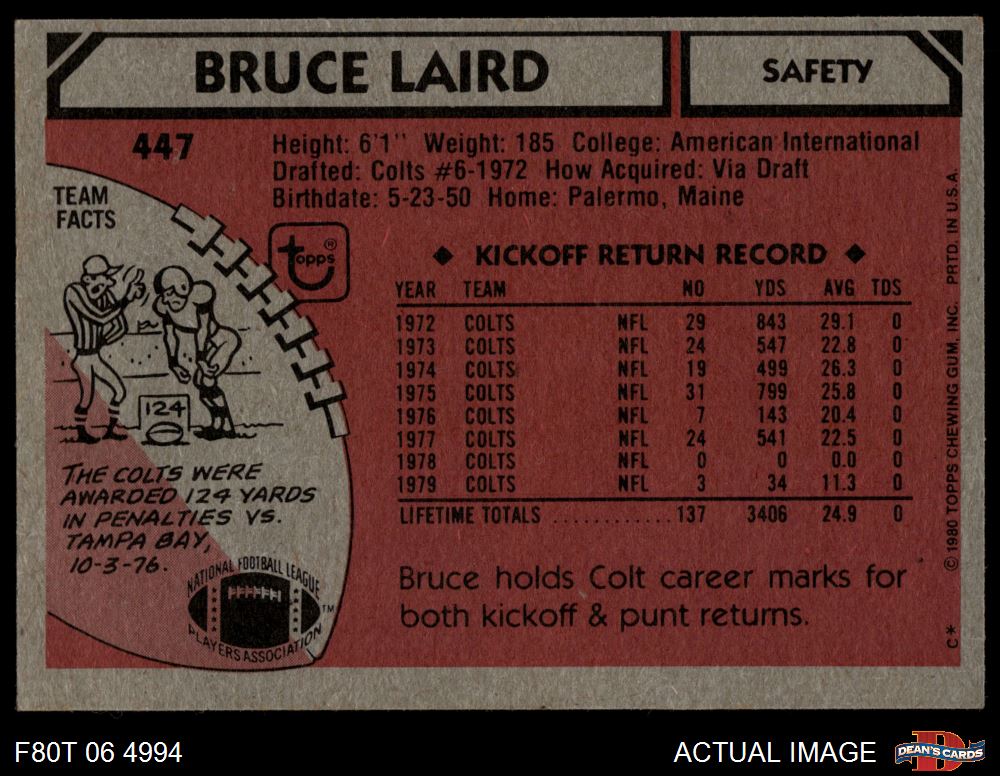 BRUCE LAIRD
SAFETY
447
Height: 6'1" Weight: 185 College: American International
Drafted: Colts #6-1972 How Acquired: Via Draft
Birthdate: 5-23-50 Home: Palermo, Maine
TEAM
FACTS
topps®
◆ KICKOFF RETURN RECORD ◆
YEAR TEAM NO YDS AVG TDS
1972 COLTS NFL 29 843 29.1 0
1973 COLTS NFL 24 547 22.8 0
1974 COLTS NFL 19 499 26.3 0
1975 COLTS NFL 31 799 25.8 0
1976 COLTS NFL 7 143 20.4 0
1977 COLTS NFL 24 541 22.5 0
1978 COLTS NFL 0 0 0.0 0
1979 COLTS NFL 3 34 11.3 0
LIFETIME TOTALS ............ 137 3406 24.9 0
Bruce holds Colt career marks for
both kickoff & punt returns.
124
THE COLTS WERE
AWARDED 124 YARDS
IN PENALTIES VS.
TAMPA BAY,
10-3-76.
NATIONAL FOOTBALL LEAGUE
PLAYERS ASSOCIATION
TM
C* ©1980 TOPPS CHEWING GUM, INC. PRTD. IN U.S.A.
F80T 06 4994
ACTUAL IMAGE
DEAN'S CARDS